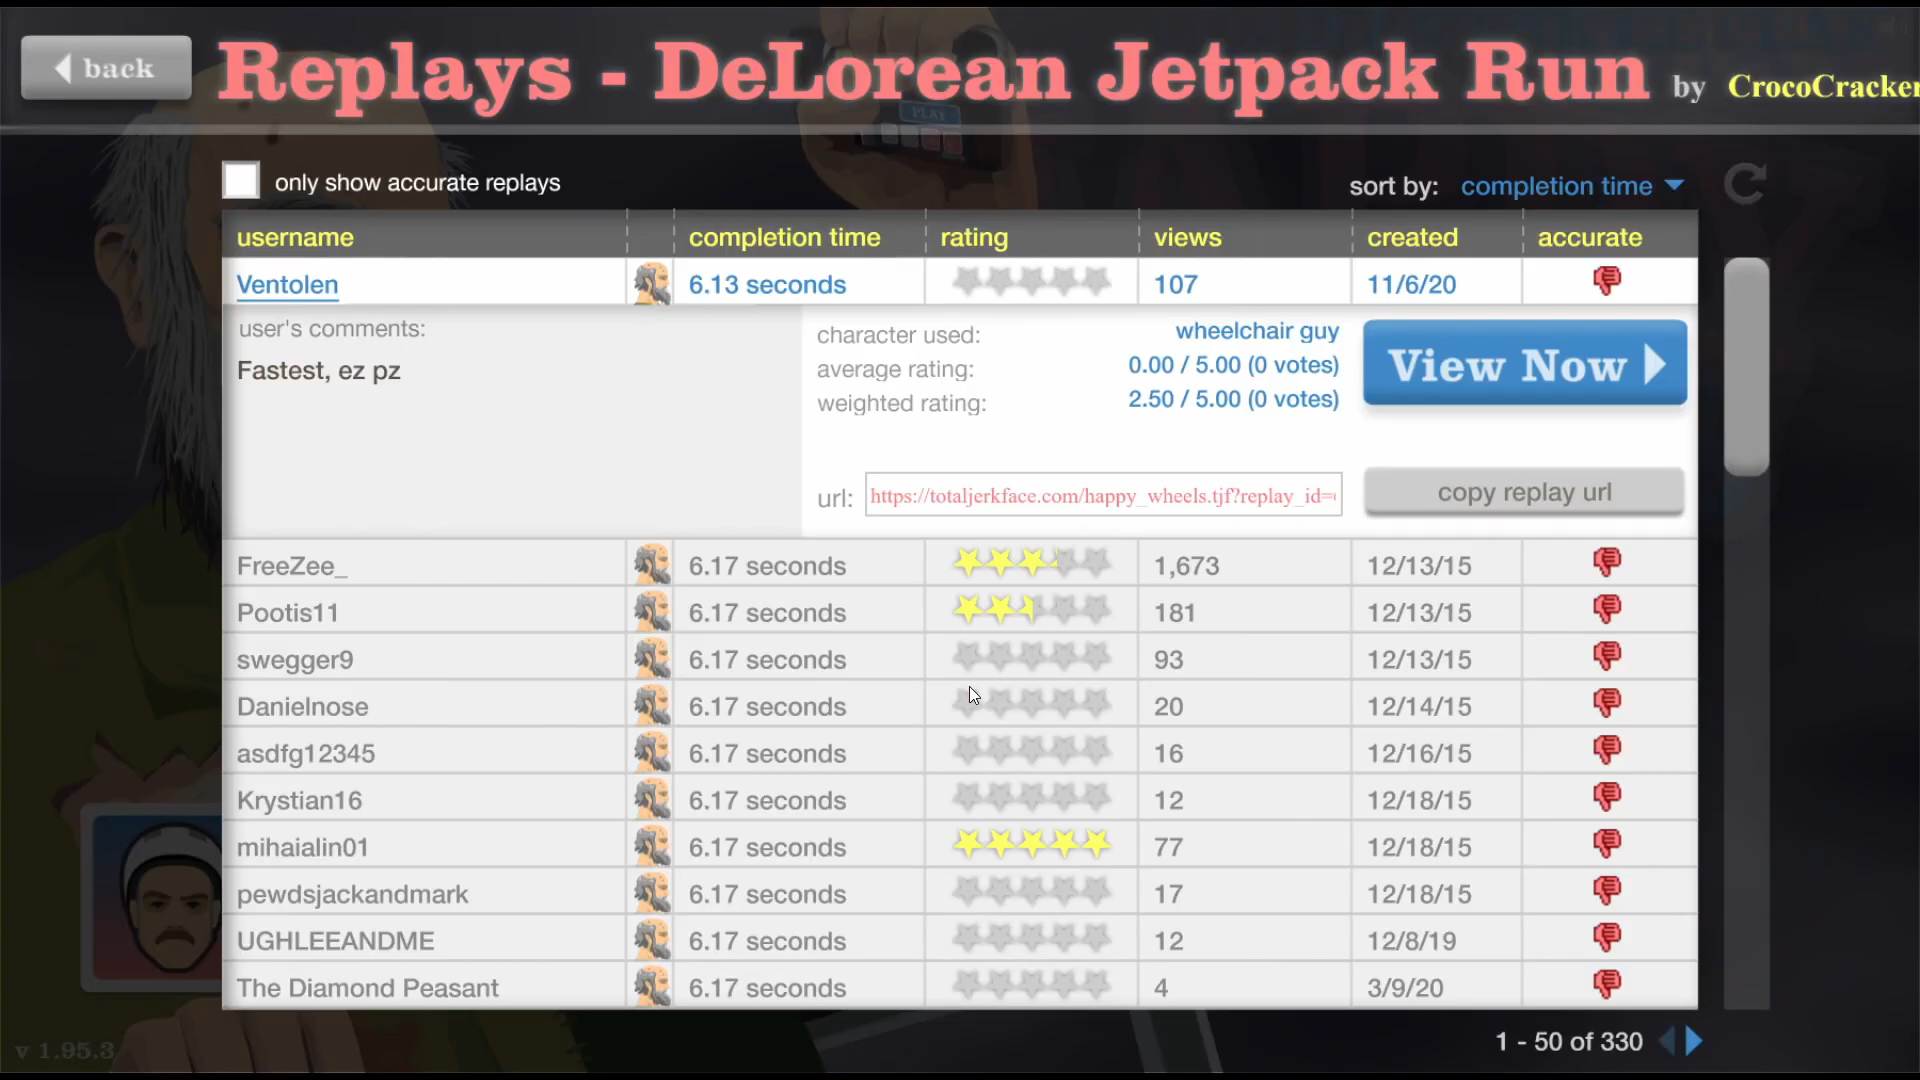 back
Replays - DeLorean Jetpack Run by CrocoCracker
PLAY
only show accurate replays
sort by: completion time
username completion time rating views created accurate
Ventolen 6.13 seconds 107 11/6/20
user's comments:
Fastest, ez pz
character used: wheelchair guy
average rating: 0.00 / 5.00 (0 votes)
weighted rating: 2.50 / 5.00 (0 votes)
View Now
url: https://totaljerkface.com/happy_wheels.tjf?replay_id=
copy replay url
FreeZee_ 6.17 seconds 1,673 12/13/15
Pootis11 6.17 seconds 181 12/13/15
swegger9 6.17 seconds 93 12/13/15
Danielnose 6.17 seconds 20 12/14/15
asdfg12345 6.17 seconds 16 12/16/15
Krystian16 6.17 seconds 12 12/18/15
mihaialin01 6.17 seconds 77 12/18/15
pewdsjackandmark 6.17 seconds 17 12/18/15
UGHLEEANDME 6.17 seconds 12 12/8/19
The Diamond Peasant 6.17 seconds 4 3/9/20
1 - 50 of 330
v 1.95.3